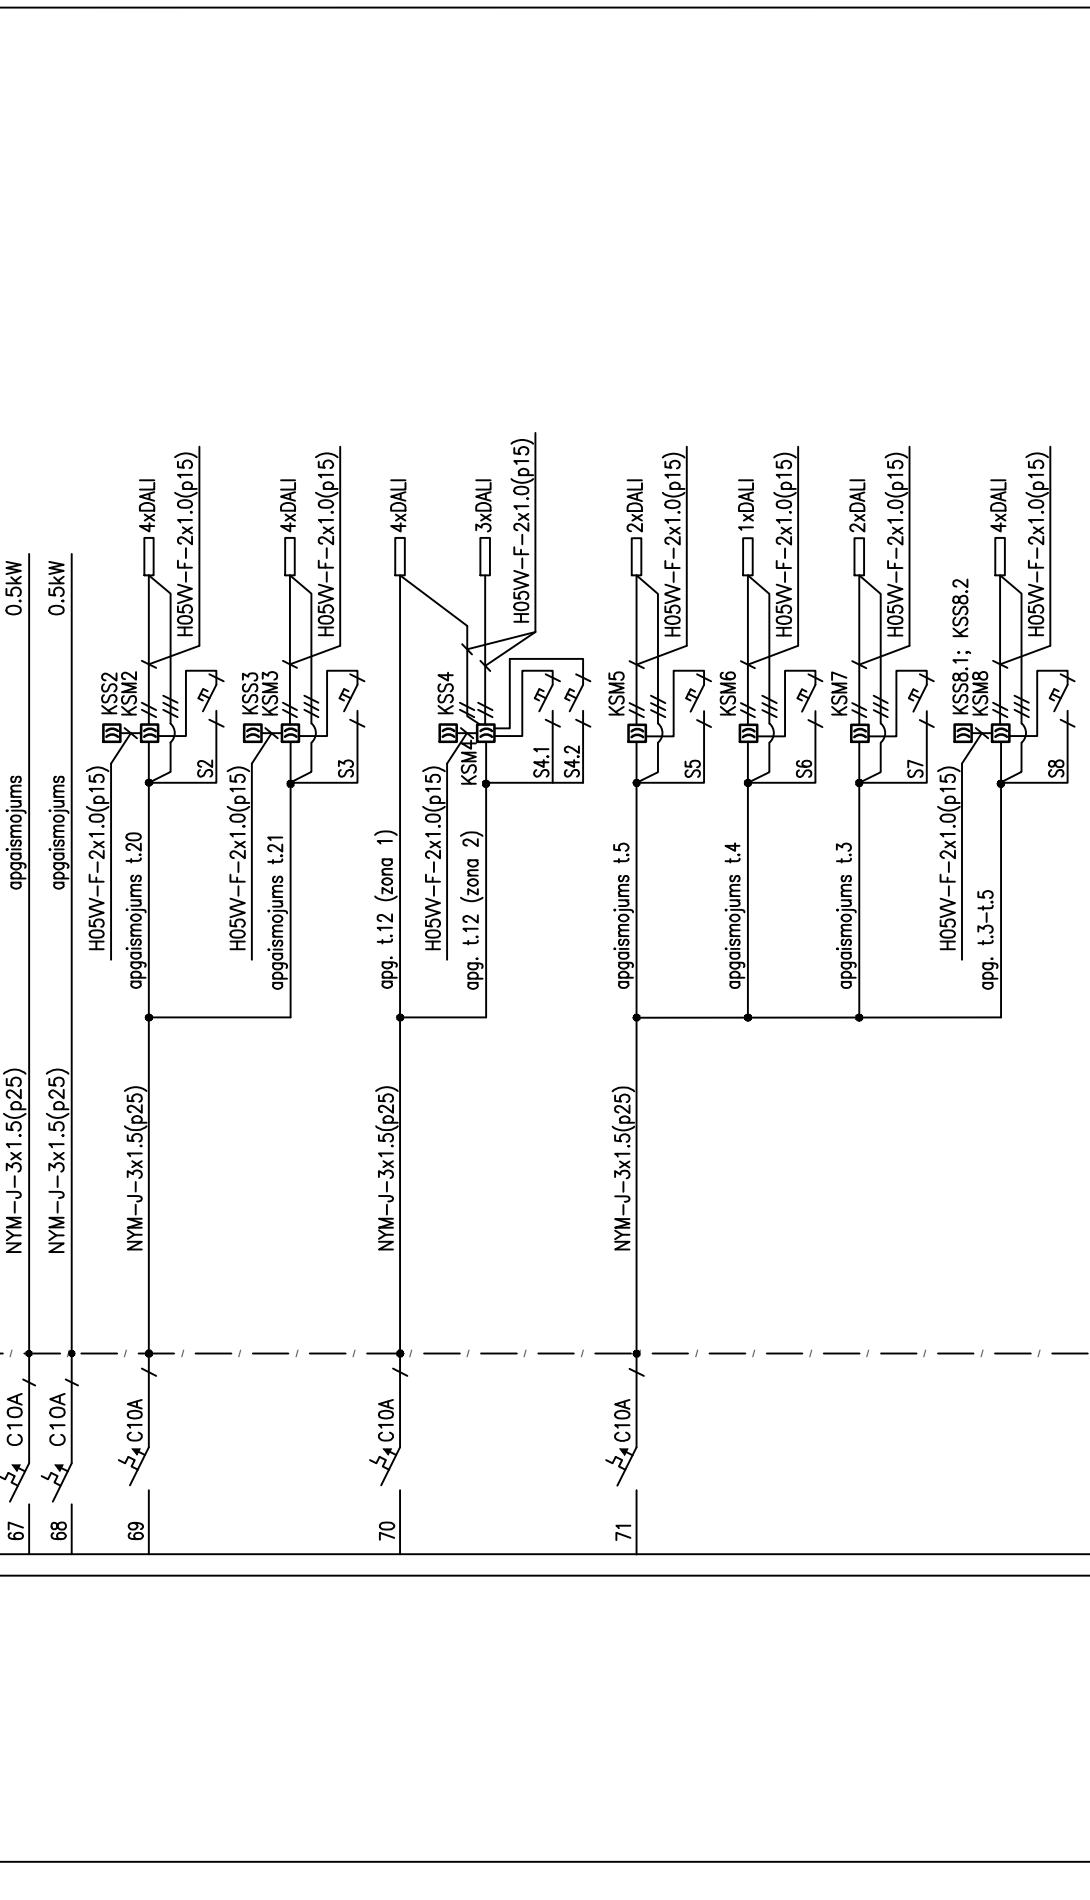 67
C10A
NYM-J-3x1.5(p25)
apgaismojums
0.5kW
68
C10A
NYM-J-3x1.5(p25)
apgaismojums
0.5kW
69
C10A
NYM-J-3x1.5(p25)
H05VV-F-2x1.0(p15)
apgaismojums t.20
KSS2
KSM2
S2
4xDALI
H05VV-F-2x1.0(p15)
H05VV-F-2x1.0(p15)
apgaismojums t.21
KSS3
KSM3
S3
4xDALI
H05VV-F-2x1.0(p15)
70
C10A
NYM-J-3x1.5(p25)
apg. t.12 (zona 1)
4xDALI
H05VV-F-2x1.0(p15)
apg. t.12 (zona 2)
KSS4
KSM4
S4.1
S4.2
3xDALI
H05VV-F-2x1.0(p15)
71
C10A
NYM-J-3x1.5(p25)
apgaismojums t.5
KSM5
S5
2xDALI
H05VV-F-2x1.0(p15)
apgaismojums t.4
KSM6
S6
1xDALI
H05VV-F-2x1.0(p15)
apgaismojums t.3
KSM7
S7
2xDALI
H05VV-F-2x1.0(p15)
H05VV-F-2x1.0(p15)
apg. t.3-t.5
KSS8.1; KSS8.2
KSM8
S8
4xDALI
H05VV-F-2x1.0(p15)